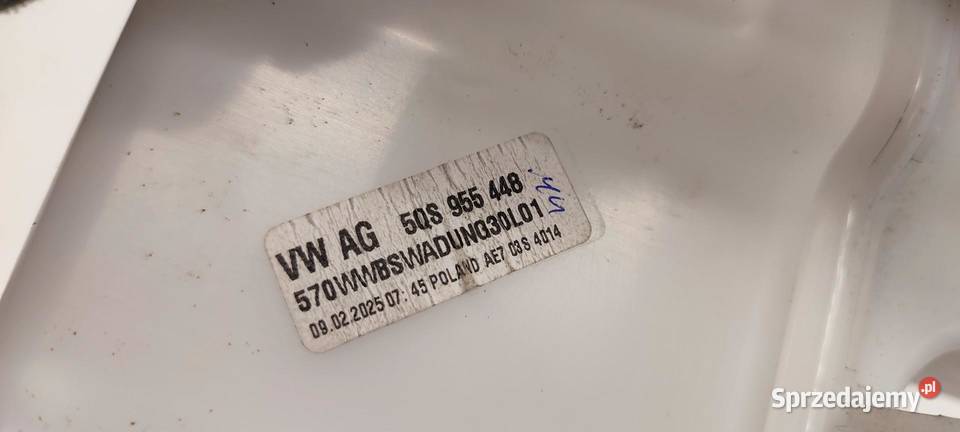 VW AG 5QS 955 448
570WWBSWADUNG30L01
09.02.2025 07:45 POLAND AE7 03S 4014
Sprzedajemy.pl